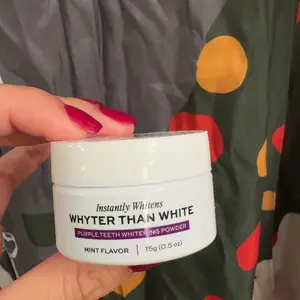 Instantly Whitens
WHYTER THAN WHITE
PURPLE TEETH WHITENING POWDER
MINT FLAVOR | 15g (0.5 oz)